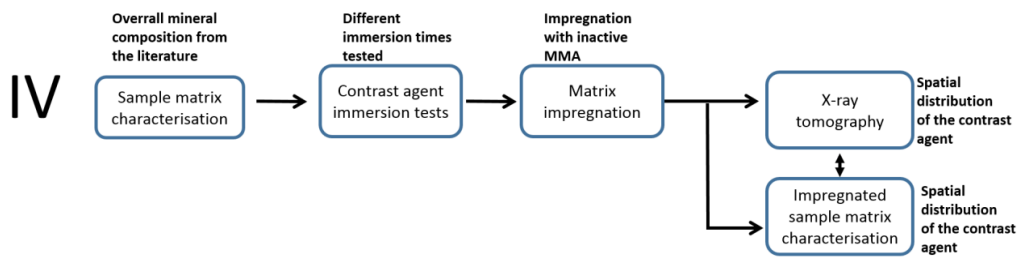 IV
Overrall mineral
composition from
the literature
Sample matrix
characterisation
Different
immersion times
tested
Contrast agent
immersion tests
Impregnation
with inactive
MMA
Matrix
impregnation
X-ray
tomography
Spatial
distribution
of the contrast
agent
Impregnated
sample matrix
characterisation
Spatial
distribution
of the contrast
agent